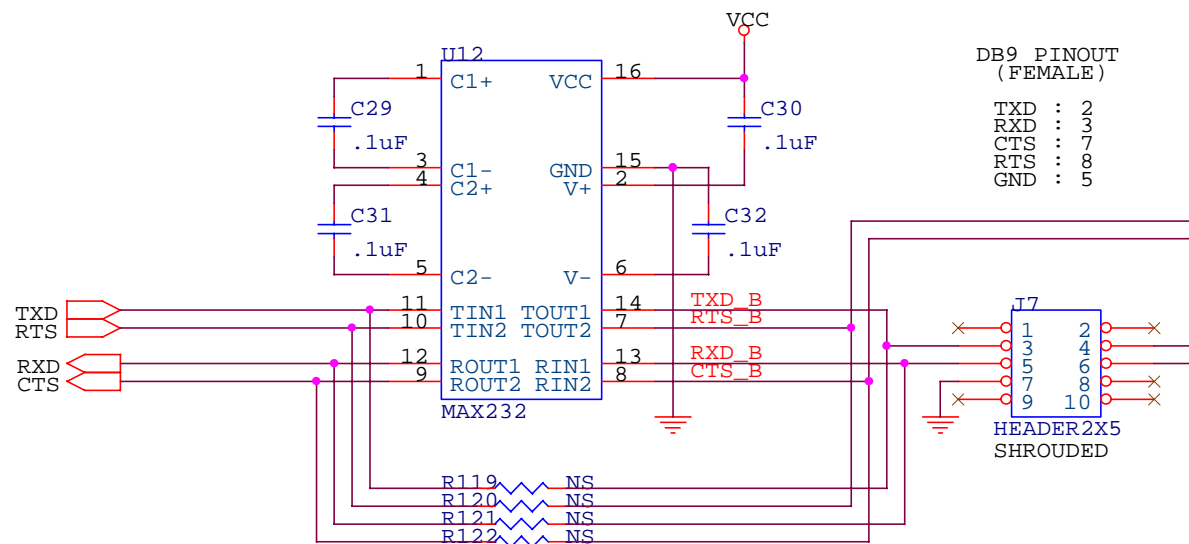 VCC
U12
DB9 PINOUT
(FEMALE)
TXD : 2
RXD : 3
CTS : 7
RTS : 8
GND : 5
1 C1+ VCC 16
C29
.1uF
C30
.1uF
3 C1- GND 15
4 C2+ V+ 2
C31
.1uF
C32
.1uF
5 C2- V- 6
TXD 11 TIN1 TOUT1 14 TXD_B
RTS 10 TIN2 TOUT2 7 RTS_B
RXD 12 ROUT1 RIN1 13 RXD_B
CTS 9 ROUT2 RIN2 8 CTS_B
MAX232
J7
1 2
3 4
5 6
7 8
9 10
HEADER2X5
SHROUDED
R119 NS
R120 NS
R121 NS
R122 NS